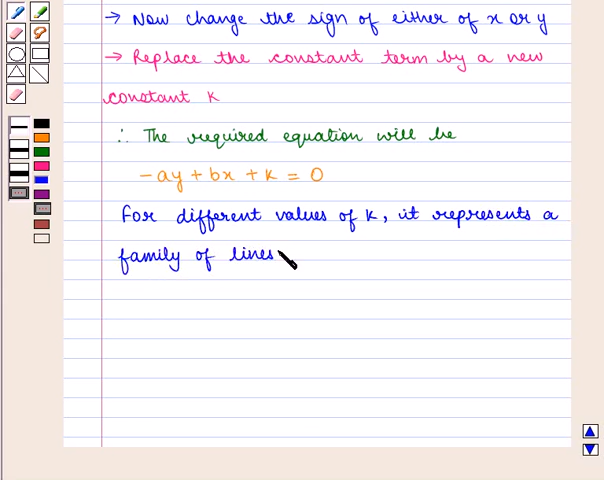 → Now change the sign of either of x or y
→ Replace the constant term by a new
constant k
∴ The required equation will be
-ay + bx + k = 0
For different values of k, it represents a
family of lines